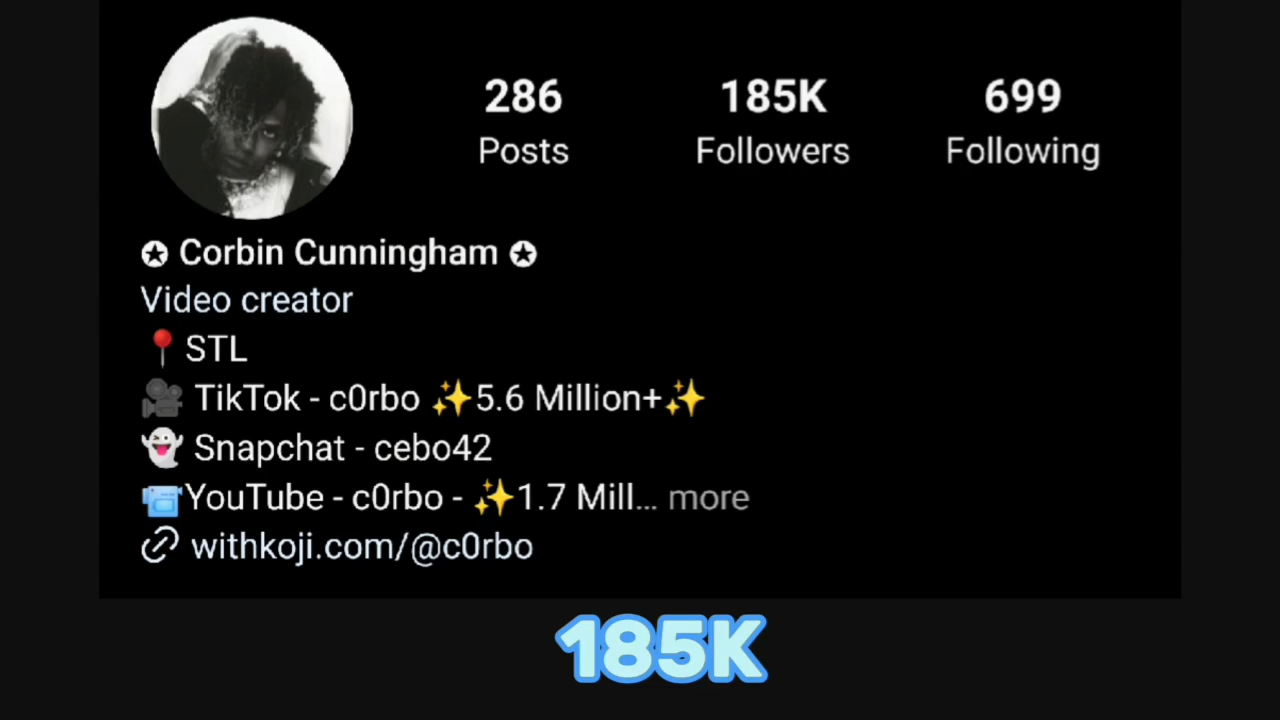 286 185K 699
Posts Followers Following
✪ Corbin Cunningham ✪
Video creator
📍STL
🎥 TikTok - c0rbo ✨5.6 Million+✨
👻 Snapchat - cebo42
📹YouTube - c0rbo - ✨1.7 Mill... more
withkoji.com/@c0rbo
185K